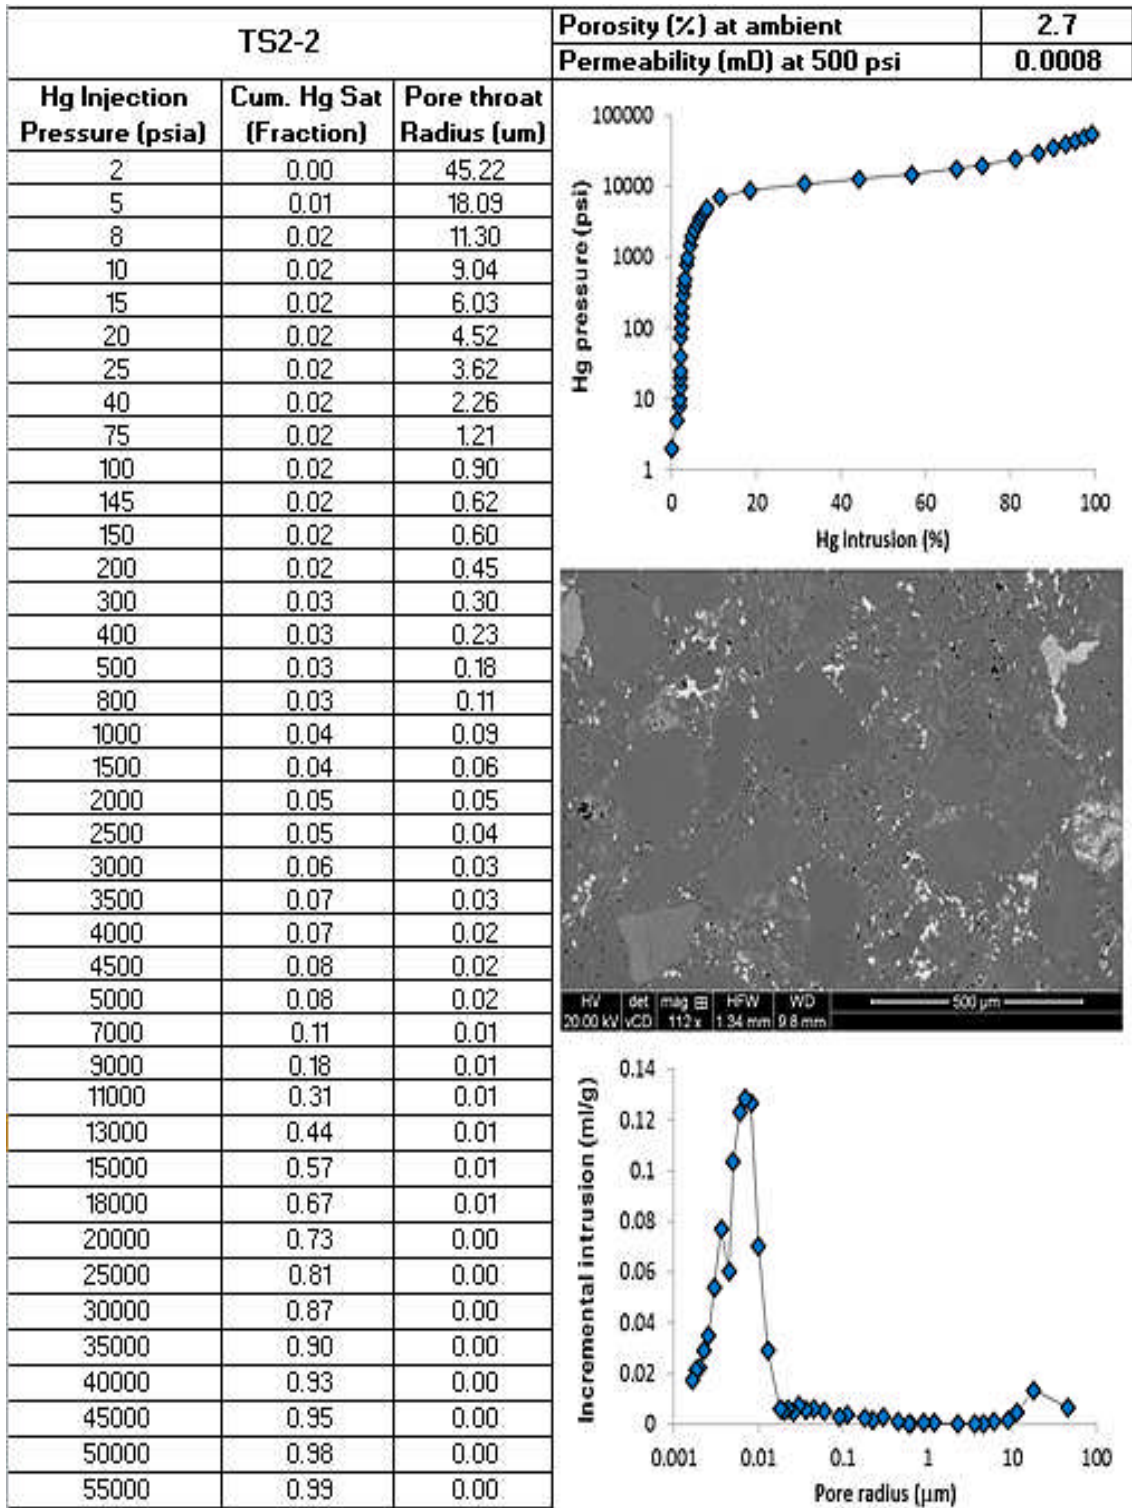 TS2-2
Porosity (%) at ambient 2.7
Permeability (mD) at 500 psi 0.0008
Hg Injection Pressure (psia) Cum. Hg Sat (Fraction) Pore throat Radius (um)
2 0.00 45.22
5 0.01 18.09
8 0.02 11.30
10 0.02 9.04
15 0.02 6.03
20 0.02 4.52
25 0.02 3.62
40 0.02 2.26
75 0.02 1.21
100 0.02 0.90
145 0.02 0.62
150 0.02 0.60
200 0.02 0.45
300 0.03 0.30
400 0.03 0.23
500 0.03 0.18
800 0.03 0.11
1000 0.04 0.09
1500 0.04 0.06
2000 0.05 0.05
2500 0.05 0.04
3000 0.06 0.03
3500 0.07 0.03
4000 0.07 0.02
4500 0.08 0.02
5000 0.08 0.02
7000 0.11 0.01
9000 0.18 0.01
11000 0.31 0.01
13000 0.44 0.01
15000 0.57 0.01
18000 0.67 0.01
20000 0.73 0.00
25000 0.81 0.00
30000 0.87 0.00
35000 0.90 0.00
40000 0.93 0.00
45000 0.95 0.00
50000 0.98 0.00
55000 0.99 0.00
Hg pressure (psi)
100000
10000
1000
100
10
1
0 20 40 60 80 100
Hg intrusion (%)
HV det mag ⊞ HFW WD
20.00 kV vCD 112 x 1.34 mm 9.8 mm
500 µm
Incremental intrusion (ml/g)
0.14
0.12
0.1
0.08
0.06
0.04
0.02
0
0.001 0.01 0.1 1 10 100
Pore radius (µm)